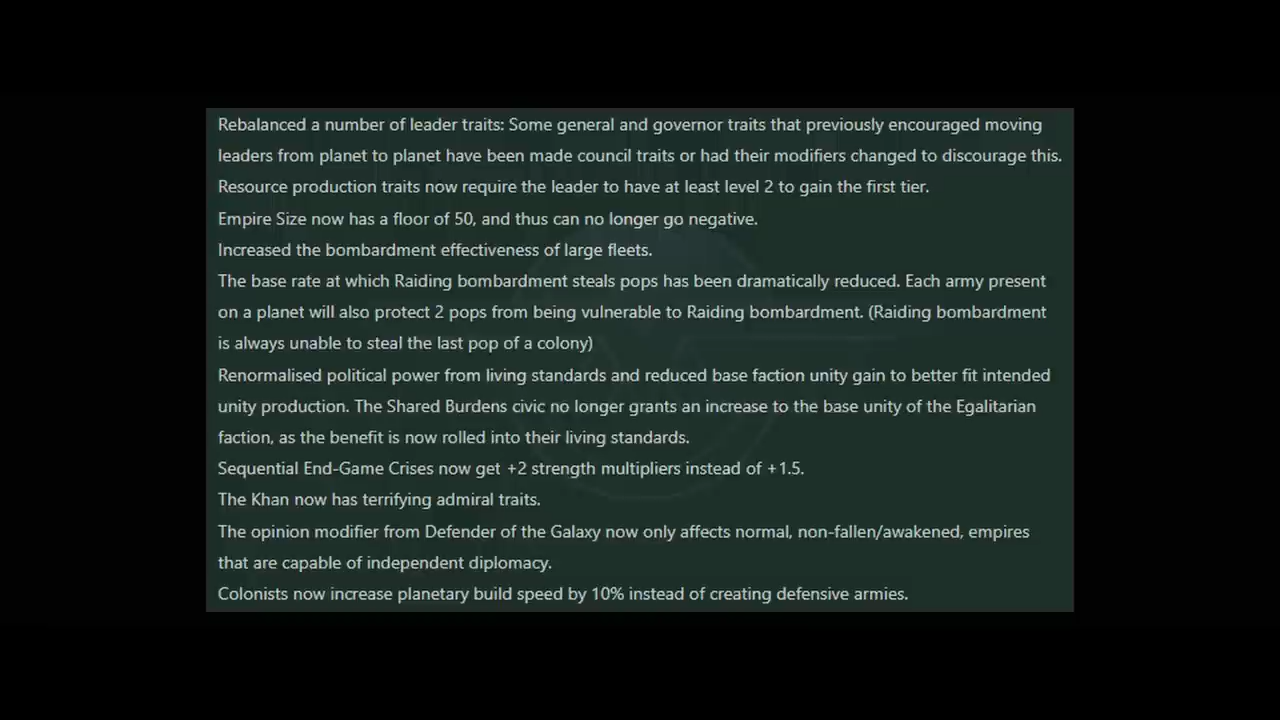 Rebalanced a number of leader traits: Some general and governor traits that previously encouraged moving
leaders from planet to planet have been made council traits or had their modifiers changed to discourage this.
Resource production traits now require the leader to have at least level 2 to gain the first tier.
Empire Size now has a floor of 50, and thus can no longer go negative.
Increased the bombardment effectiveness of large fleets.
The base rate at which Raiding bombardment steals pops has been dramatically reduced. Each army present
on a planet will also protect 2 pops from being vulnerable to Raiding bombardment. (Raiding bombardment
is always unable to steal the last pop of a colony)
Renormalised political power from living standards and reduced base faction unity gain to better fit intended
unity production. The Shared Burdens civic no longer grants an increase to the base unity of the Egalitarian
faction, as the benefit is now rolled into their living standards.
Sequential End-Game Crises now get +2 strength multipliers instead of +1.5.
The Khan now has terrifying admiral traits.
The opinion modifier from Defender of the Galaxy now only affects normal, non-fallen/awakened, empires
that are capable of independent diplomacy.
Colonists now increase planetary build speed by 10% instead of creating defensive armies.